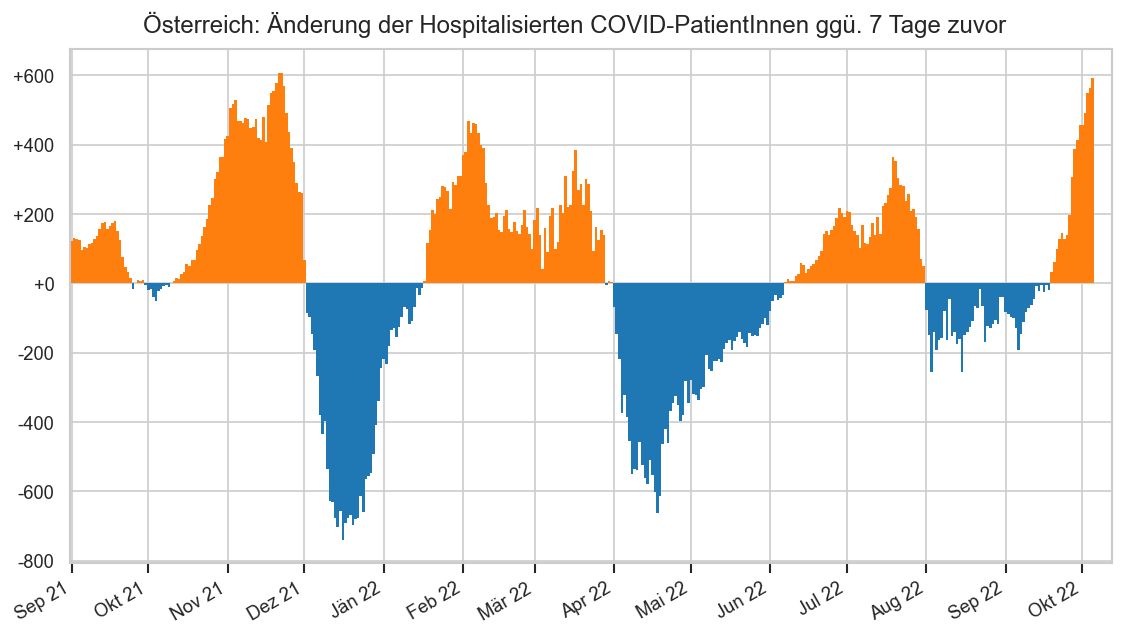 Österreich: Änderung der Hospitalisierten COVID-PatientInnen ggü. 7 Tage zuvor
+600
+400
+200
+0
-200
-400
-600
-800
Sep 21
Okt 21
Nov 21
Dez 21
Jän 22
Feb 22
Mär 22
Apr 22
Mai 22
Jun 22
Jul 22
Aug 22
Sep 22
Okt 22